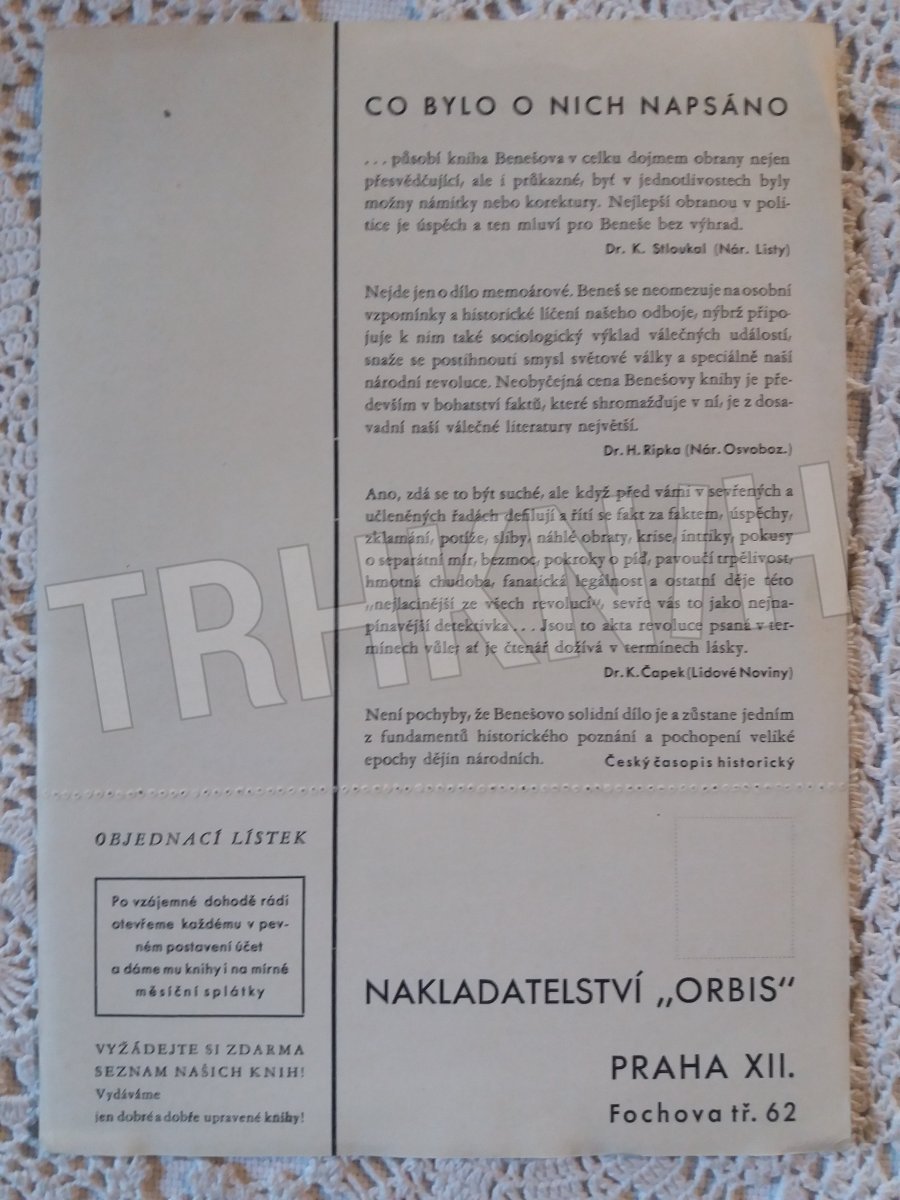 CO BYLO O NICH NAPSÁNO
... působí kniha Benešova v celku dojmem obrany nejen
přesvědčující, ale i průkazné, byť v jednotlivostech byly
možny námitky nebo korektury. Nejlepší obranou v poli-
tice je úspěch a ten mluví pro Beneše bez výhrad.
Dr. K. Stloukal (Nár. Listy)
Nejde jen o dílo memoárové. Beneš se neomezuje na osobní
vzpomínky a historické líčení našeho odboje, nýbrž připo-
juje k nim také sociologický výklad válečných událostí,
snaže se postihnouti smysl světové války a speciálně naší
národní revoluce. Neobyčejná cena Benešovy knihy je pře-
devším v bohatství faktů, které shromažďuje v ní, je z dosa-
vadní naší válečné literatury největší.
Dr. H. Ripka (Nár. Osvoboz.)
Ano, zdá se to být suché, ale když před vámi v sevřených a
učleněných řadách defilují a řítí se fakt za faktem, úspěchy,
zklamání, potíže, sliby, náhlé obraty, krise, intriky, pokusy
o separátní mír, bezmoc, pokroky o píď, pavoučí trpělivost,
hmotná chudoba, fanatická legálnost a ostatní děje této
„nejlacinější ze všech revolucí“, sevře vás to jako nejna-
pínavější detektivka... Jsou to akta revoluce psaná v ter-
mínech vůle; ať je čtenář dožívá v termínech lásky.
Dr. K. Čapek (Lidové Noviny)
Není pochyby, že Benešovo solidní dílo je a zůstane jedním
z fundamentů historického poznání a pochopení veliké
epochy dějin národních. Český časopis historický
TRHKNIH
OBJEDNACÍ LÍSTEK
Po vzájemné dohodě rádi
otevřeme každému v pev-
ném postavení účet
a dáme mu knihy i na mírné
měsíční splátky
VYŽÁDEJTE SI ZDARMA
SEZNAM NAŠICH KNIH!
Vydáváme
jen dobré a dobře upravené knihy!
NAKLADATELSTVÍ „ORBIS“
PRAHA XII.
Fochova tř. 62